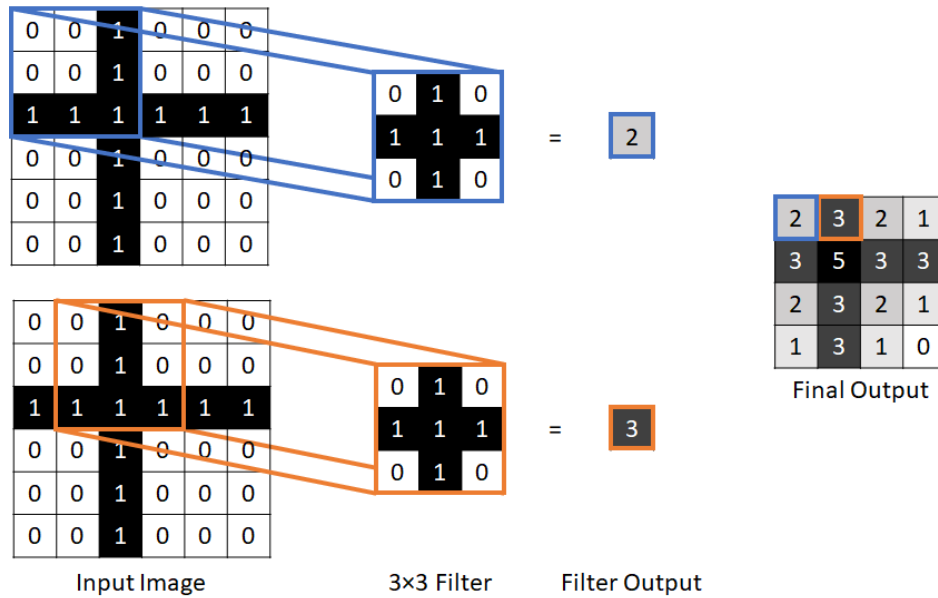 0 0 1 0 0 0
0 0 1 0 0 0
1 1 1 1 1 1
0 0 1 0 0 0
0 0 1 0 0 0
0 0 1 0 0 0
0 1 0
1 1 1
0 1 0
=
2
0 0 1 0 0 0
0 0 1 0 0 0
1 1 1 1 1 1
0 0 1 0 0 0
0 0 1 0 0 0
0 0 1 0 0 0
0 1 0
1 1 1
0 1 0
=
3
2 3 2 1
3 5 3 3
2 3 2 1
1 3 1 0
Final Output
Input Image
3×3 Filter
Filter Output